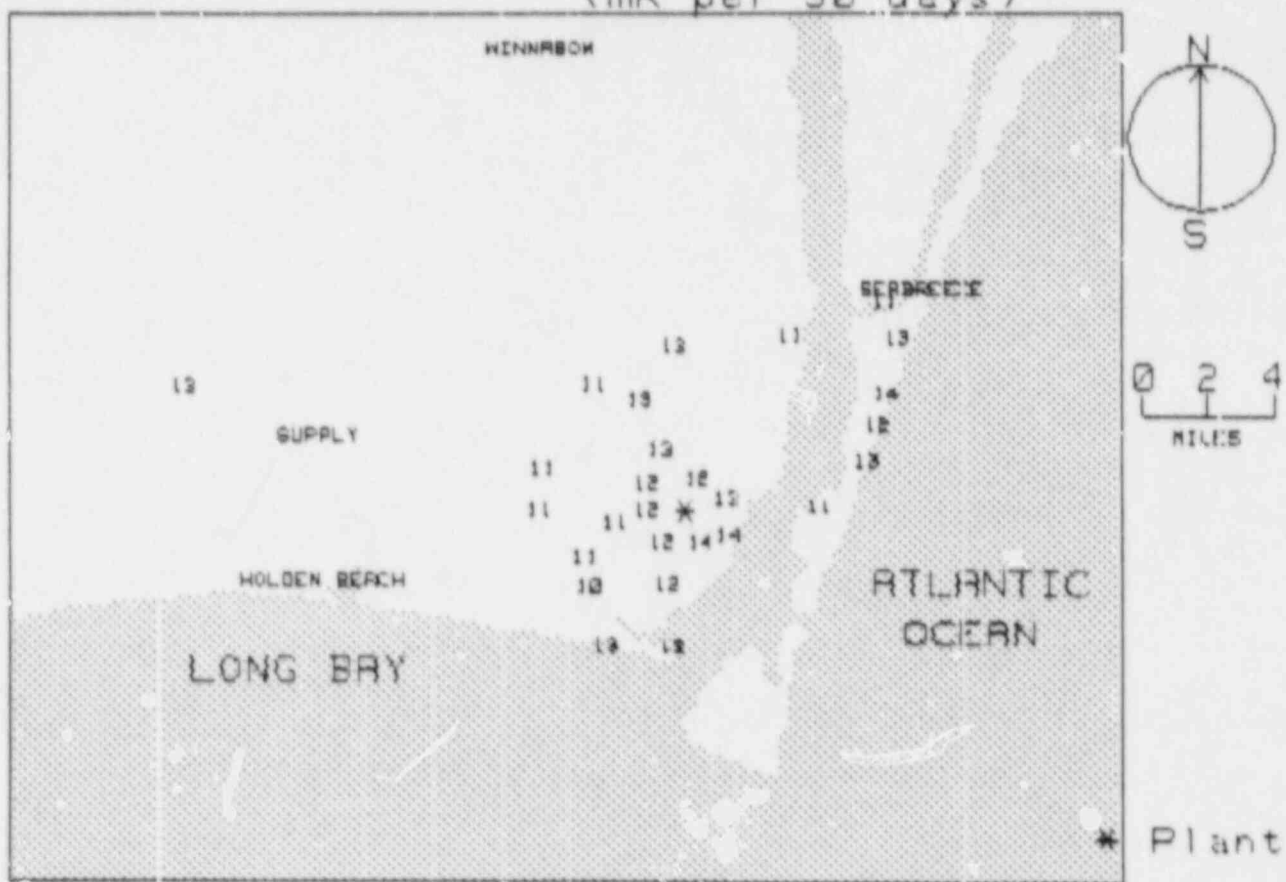 (mR per 90 days)
WINNABOW
N
S
SEABREEZE
11
13 11 13
13 11 0 2 4
13 14
MILES
SUPPLY 12
13 13
11 12 12
13
11 12 * 11
11
12 14 14
11
HOLDEN BEACH 10 12 ATLANTIC
OCEAN
13 12
LONG BAY
* Plant